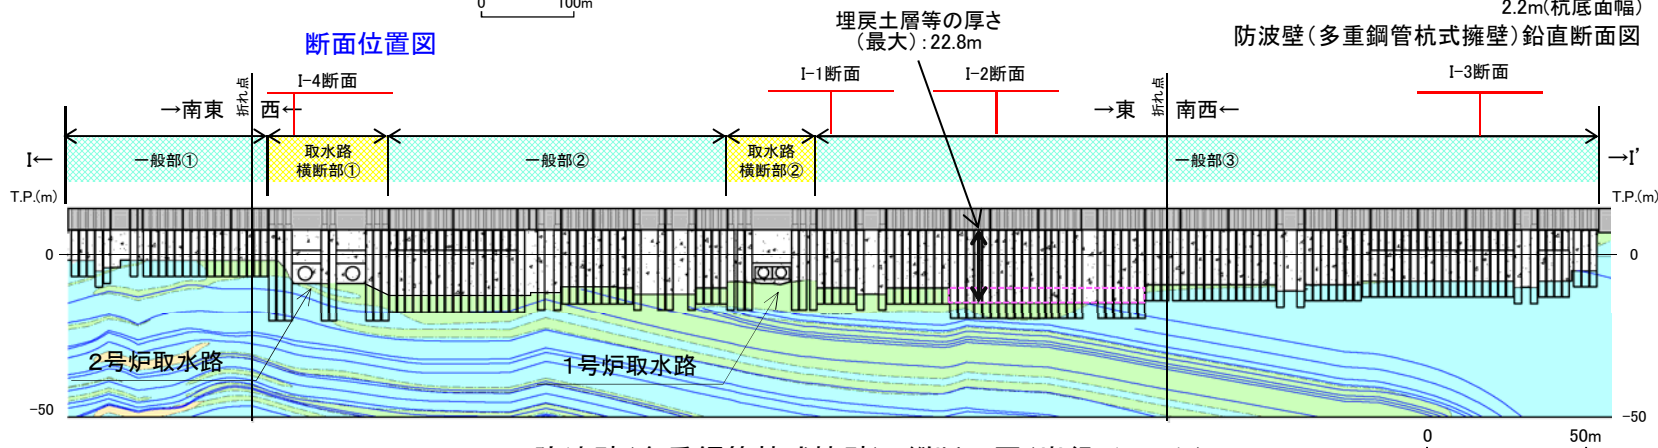 0 100m
2.2m(杭底面幅)
埋戻土層等の厚さ
(最大):22.8m
断面位置図
防波壁(多重鋼管杭式擁壁)鉛直断面図
I-4断面
I-1断面
I-2断面
I-3断面
→南東
折れ点
西←
→東
折れ点
南西←
I←
一般部①
取水路
横断部①
一般部②
取水路
横断部②
一般部③
→I'
T.P.(m)
T.P.(m)
0
0
2号炉取水路
1号炉取水路
-50
-50
0 50m